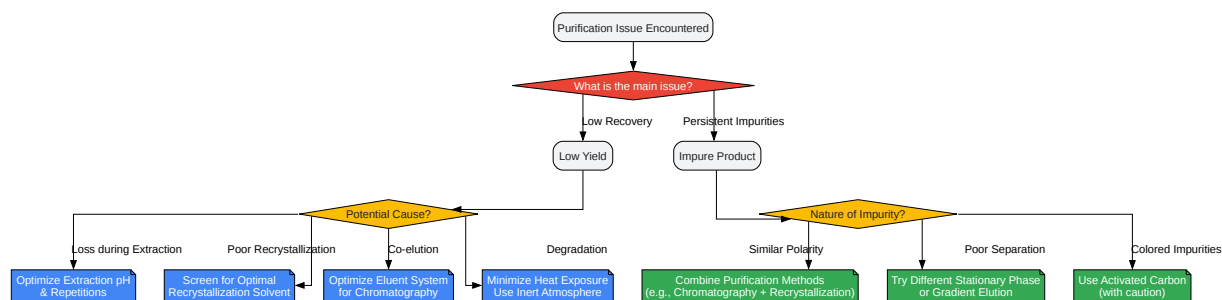 Purification Issue Encountered
What is the main issue?
Low Recovery
Persistent Impurities
Low Yield
Impure Product
Potential Cause?
Nature of Impurity?
Loss during Extraction
Poor Recrystallization
Co-elution
Degradation
Similar Polarity
Poor Separation
Colored Impurities
Optimize Extraction pH
& Repetitions
Screen for Optimal
Recrystallization Solvent
Optimize Eluent System
for Chromatography
Minimize Heat Exposure
Use Inert Atmosphere
Combine Purification Methods
(e.g., Chromatography + Recrystallization)
Try Different Stationary Phase
or Gradient Elution
Use Activated Carbon
(with caution)